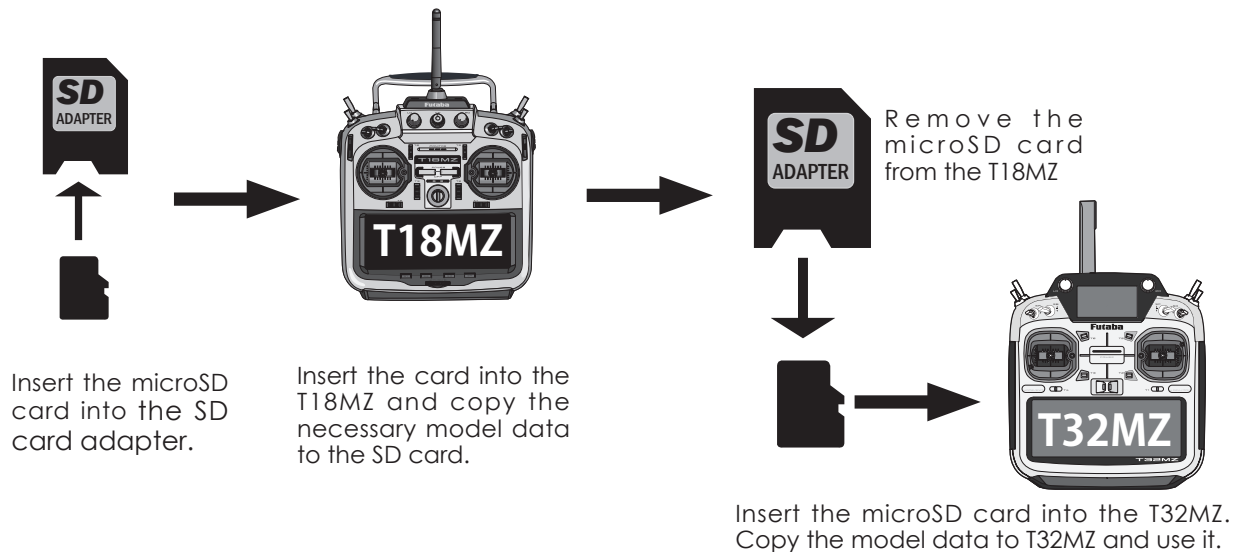 SD
ADAPTER
Insert the microSD
card into the SD
card adapter.
Futaba
T18MZ
T18MZ
Insert the card into the
T18MZ and copy the
necessary model data
to the SD card.
SD
ADAPTER
Remove the
microSD card
from the T18MZ
Futaba
T32MZ
T32MZ
Insert the microSD card into the T32MZ.
Copy the model data to T32MZ and use it.